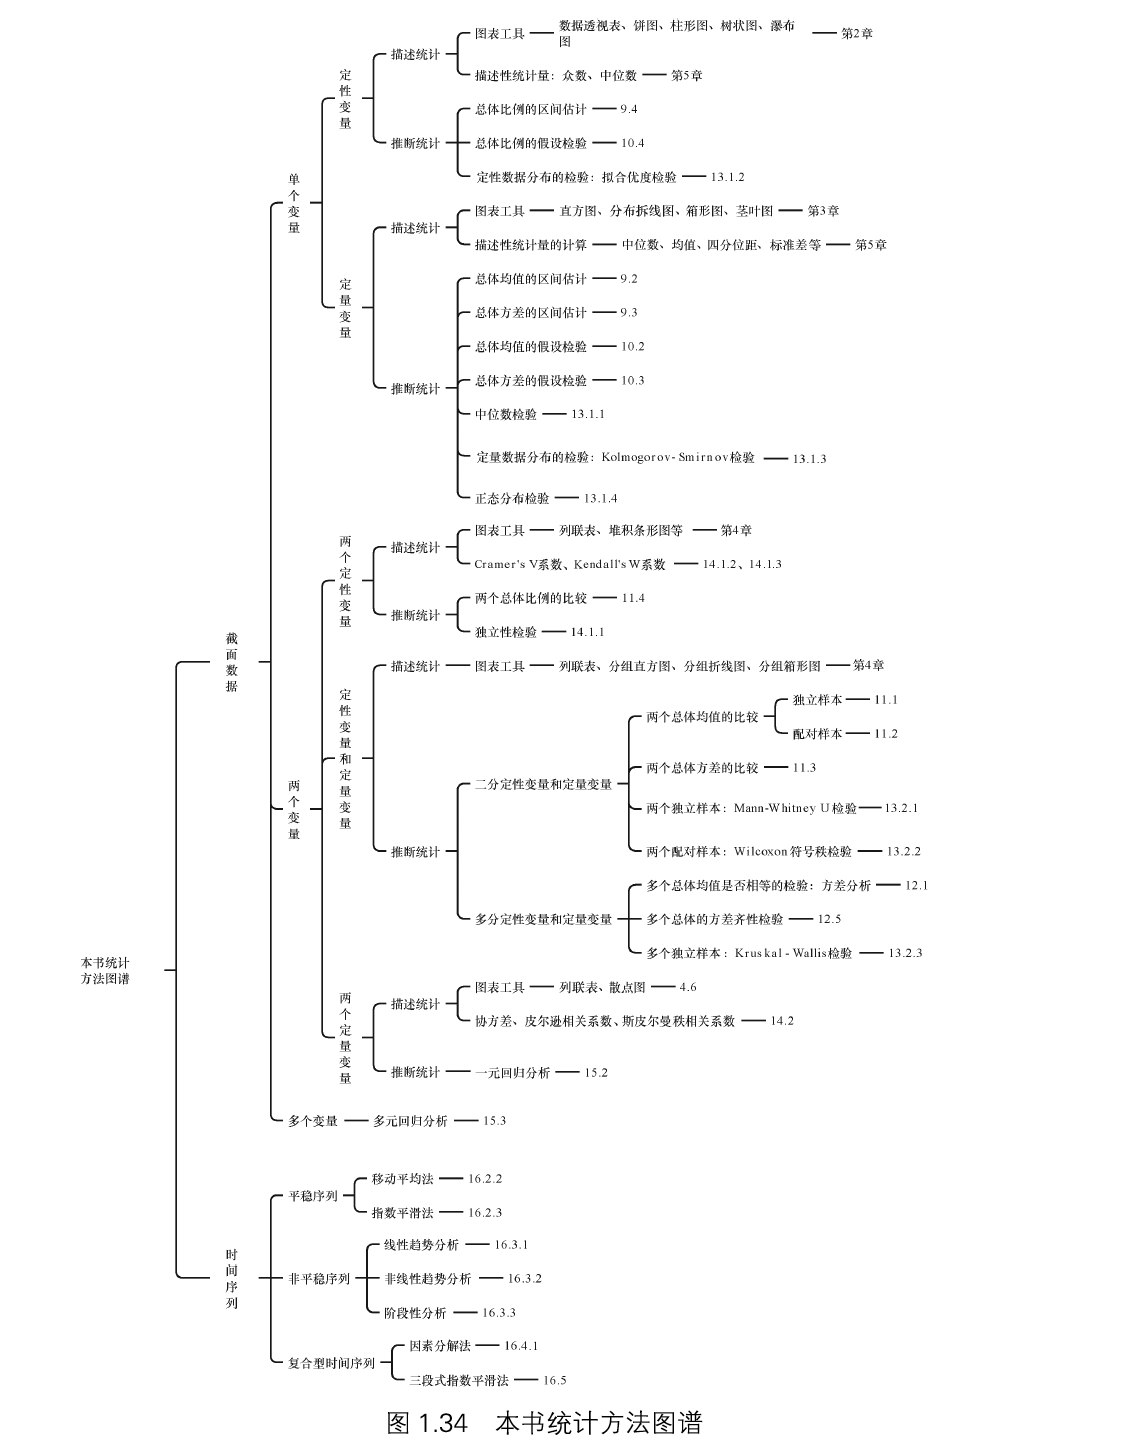 本书统计
方法图谱
截面数据
单个变量
定性变量
描述统计
图表工具
数据透视表、饼图、柱形图、树状图、瀑布
图
第2章
描述性统计量：众数、中位数
第5章
推断统计
总体比例的区间估计
9.4
总体比例的假设检验
10.4
定性数据分布的检验：拟合优度检验
13.1.2
定量变量
描述统计
图表工具
直方图、分布拆线图、箱形图、茎叶图
第3章
描述性统计量的计算
中位数、均值、四分位距、标准差等
第5章
推断统计
总体均值的区间估计
9.2
总体方差的区间估计
9.3
总体均值的假设检验
10.2
总体方差的假设检验
10.3
中位数检验
13.1.1
定量数据分布的检验：Kolmogorov-Smirnov检验
13.1.3
正态分布检验
13.1.4
两个变量
两个定性变量
描述统计
图表工具
列联表、堆积条形图等
第4章
Cramer's V系数、Kendall's W系数
14.1.2、14.1.3
推断统计
两个总体比例的比较
11.4
独立性检验
14.1.1
定性变量和定量变量
描述统计
图表工具
列联表、分组直方图、分组折线图、分组箱形图
第4章
推断统计
二分定性变量和定量变量
两个总体均值的比较
独立样本
11.1
配对样本
11.2
两个总体方差的比较
11.3
两个独立样本：Mann-Whitney U检验
13.2.1
两个配对样本：Wilcoxon符号秩检验
13.2.2
多分定性变量和定量变量
多个总体均值是否相等的检验：方差分析
12.1
多个总体的方差齐性检验
12.5
多个独立样本：Kruskal-Wallis检验
13.2.3
两个定量变量
描述统计
图表工具
列联表、散点图
4.6
协方差、皮尔逊相关系数、斯皮尔曼秩相关系数
14.2
推断统计
一元回归分析
15.2
多个变量
多元回归分析
15.3
时间序列
平稳序列
移动平均法
16.2.2
指数平滑法
16.2.3
非平稳序列
线性趋势分析
16.3.1
非线性趋势分析
16.3.2
阶段性分析
16.3.3
复合型时间序列
因素分解法
16.4.1
三段式指数平滑法
16.5
图 1.34 本书统计方法图谱